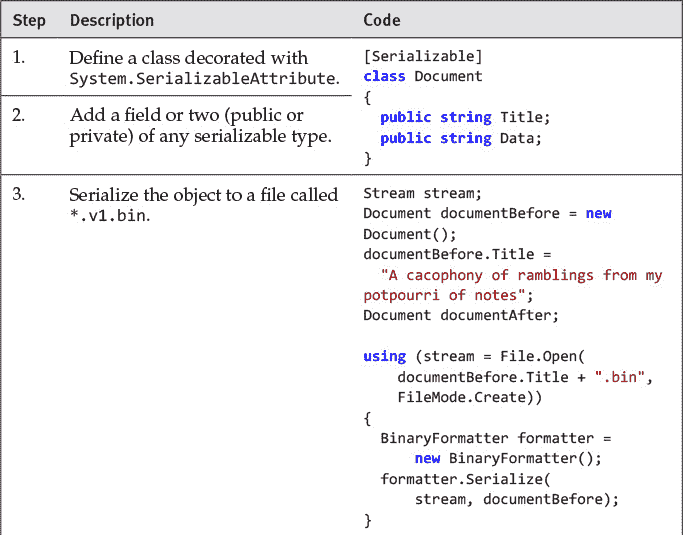 Step Description Code
1. Define a class decorated with
System.SerializableAttribute.
[Serializable]
class Document
{
2. Add a field or two (public or
private) of any serializable type.
public string Title;
public string Data;
}
3. Serialize the object to a file called
*.v1.bin.
Stream stream;
Document documentBefore = new
Document();
documentBefore.Title =
"A cacophony of ramblings from my
potpourri of notes";
Document documentAfter;
using (stream = File.Open(
documentBefore.Title + ".bin",
FileMode.Create))
{
BinaryFormatter formatter =
new BinaryFormatter();
formatter.Serialize(
stream, documentBefore);
}